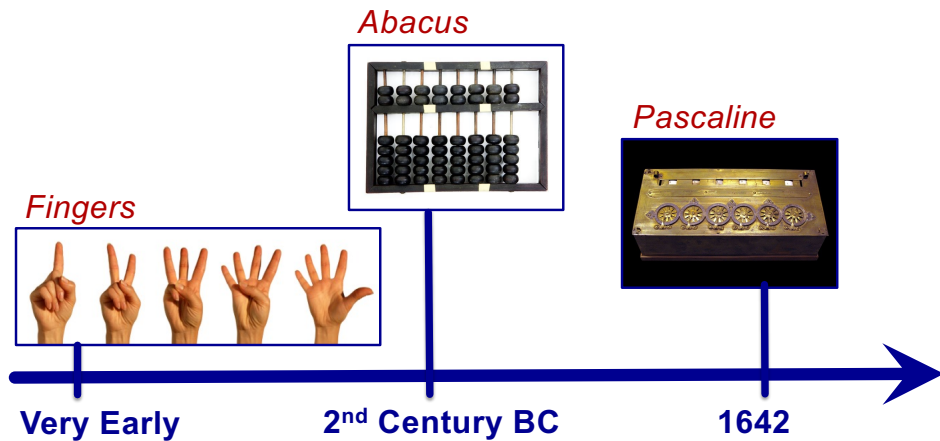 Abacus
Pascaline
Fingers
Very Early
2nd Century BC
1642